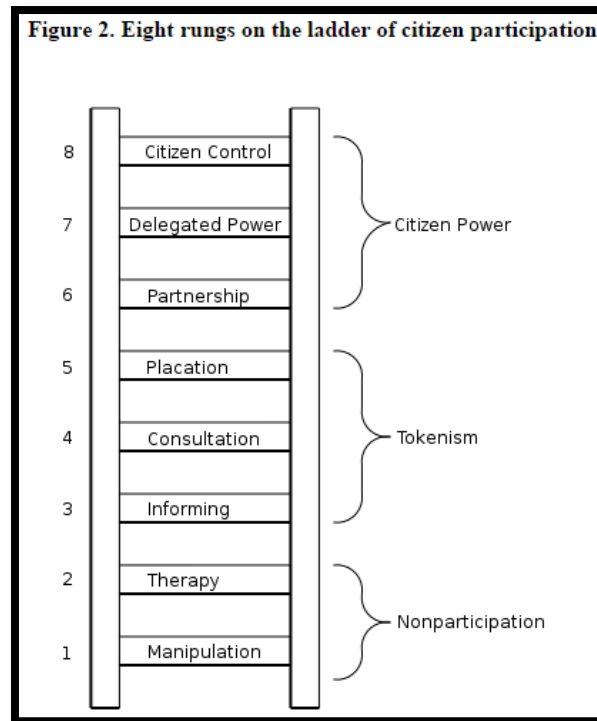 Figure 2. Eight rungs on the ladder of citizen participation
8 Citizen Control
7 Delegated Power Citizen Power
6 Partnership
5 Placation
4 Consultation Tokenism
3 Informing
2 Therapy
Nonparticipation
1 Manipulation